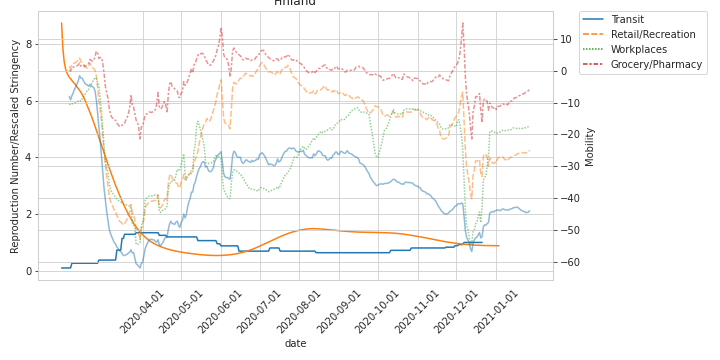 Finland
Reproduction Number/Rescaled Stringency
8
6
4
2
0
10
0
-10
-20
-30
-40
-50
-60
Mobility
2020-04-01
2020-05-01
2020-06-01
2020-07-01
2020-08-01
2020-09-01
2020-10-01
2020-11-01
2020-12-01
2021-01-01
date
Transit
Retail/Recreation
Workplaces
Grocery/Pharmacy